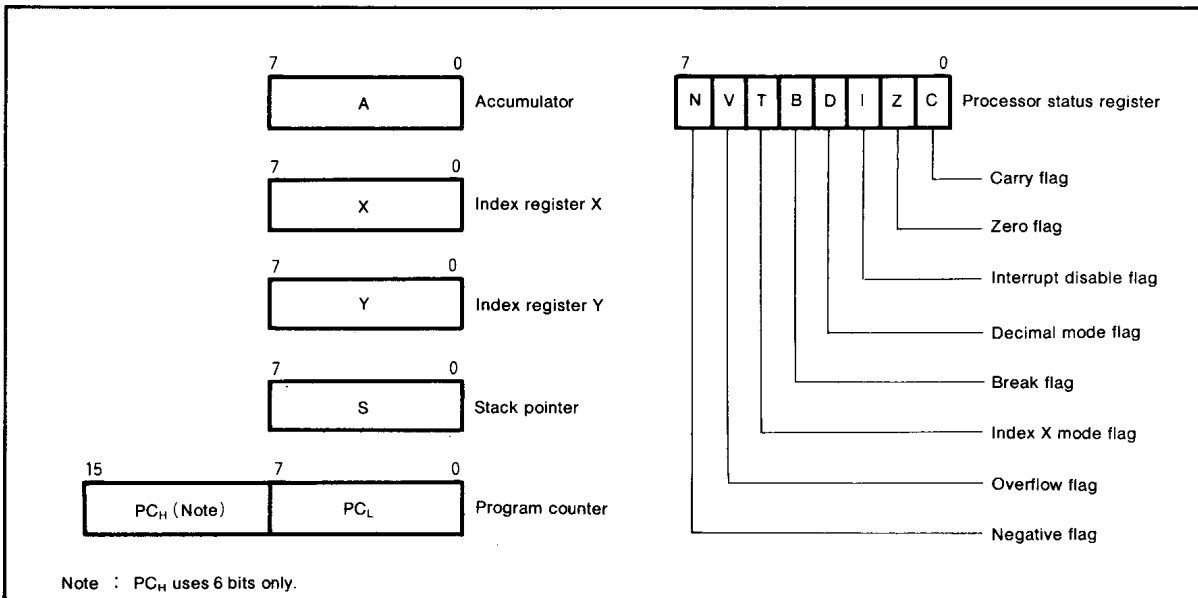 7 0
A
Accumulator
7 0
X
Index register X
7 0
Y
Index register Y
7 0
S
Stack pointer
15 7 0
PCH (Note) PCL
Program counter
Note : PCH uses 6 bits only.
7 0
N V T B D I Z C
Processor status register
Carry flag
Zero flag
Interrupt disable flag
Decimal mode flag
Break flag
Index X mode flag
Overflow flag
Negative flag